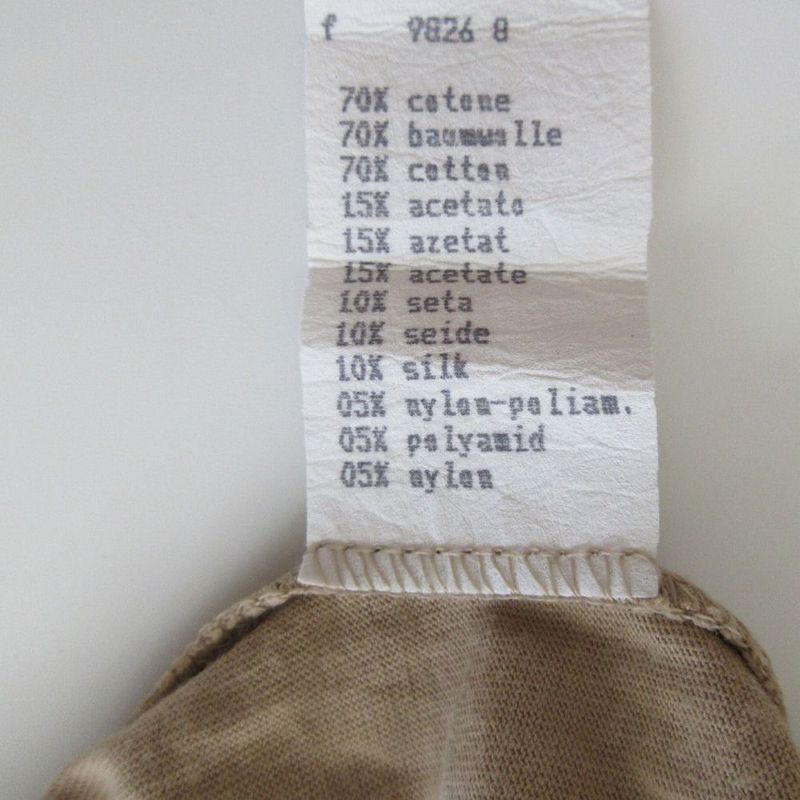 f 9826 8
70% cotone
70% baumwolle
70% cotton
15% acetato
15% azetat
15% acetate
10% seta
10% seide
10% silk
05% nylon-poliam.
05% polyamid
05% nylon